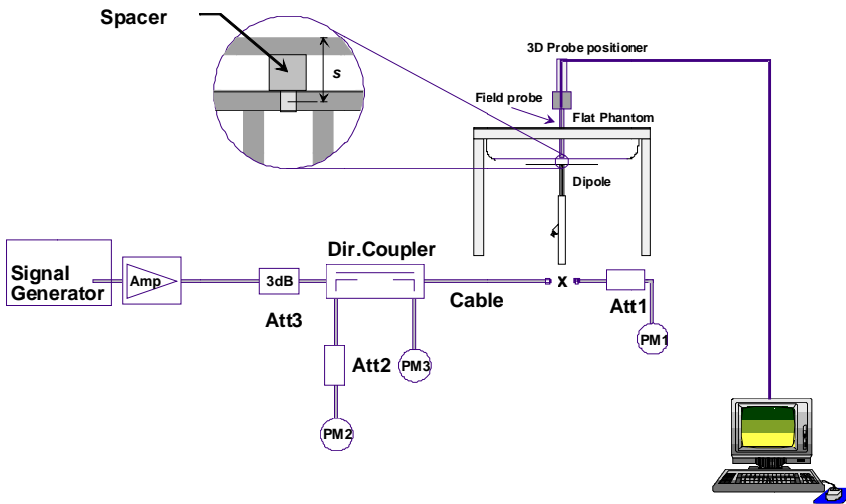 Spacer
s
3D Probe positioner
Field probe
Flat Phantom
Dipole
Dir.Coupler
Signal
Generator
Amp
3dB
Att3
Cable
x
Att1
PM1
Att2
PM3
PM2